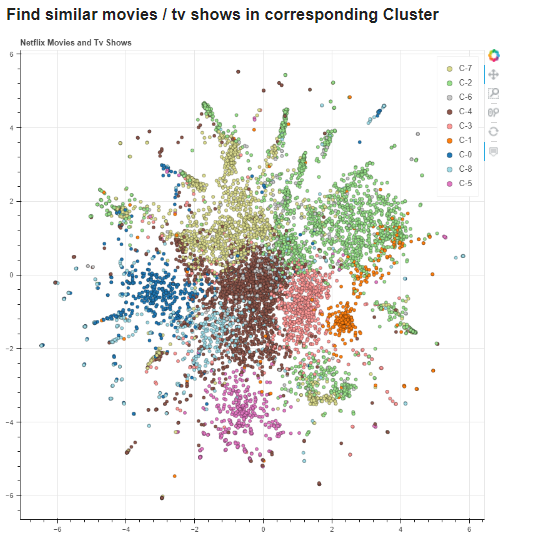 Find similar movies / tv shows in corresponding Cluster
Netflix Movies and Tv Shows
6
4
2
0
−2
−4
−6
C-7
C-2
C-6
C-4
C-3
C-1
C-0
C-8
C-5
−6
−4
−2
0
2
4
6